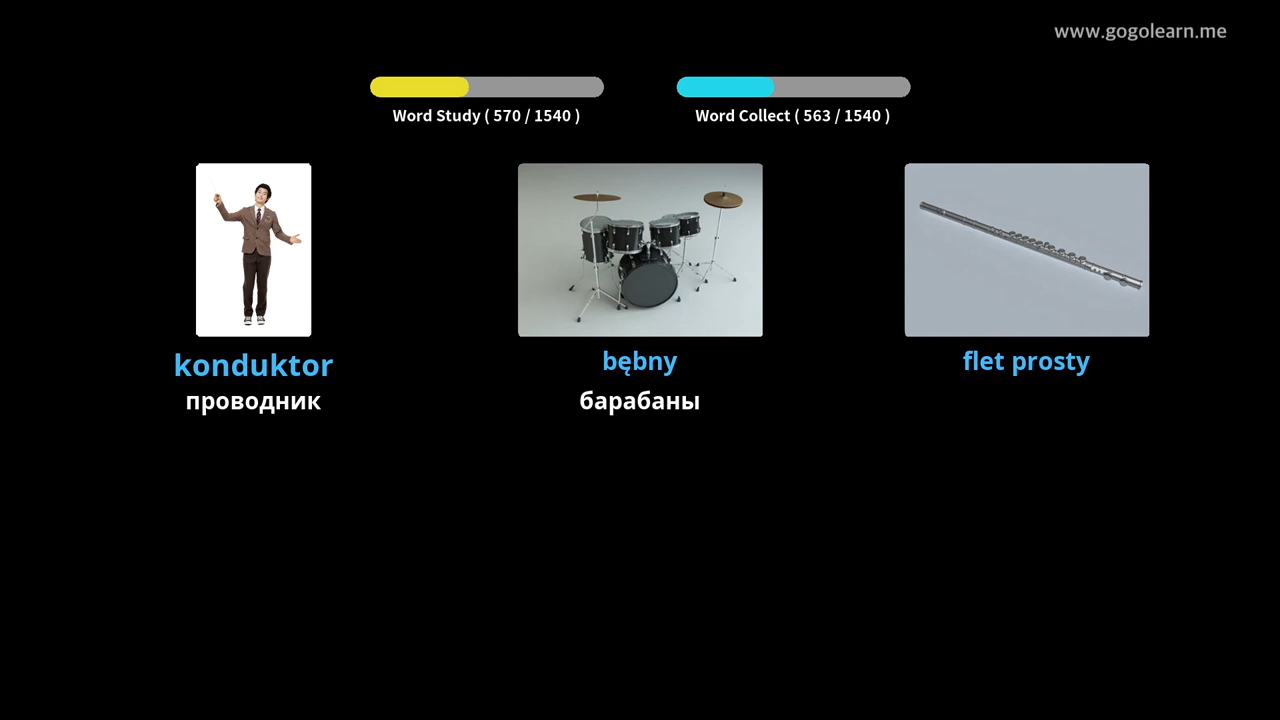 www.gogolearn.me
Word Study ( 570 / 1540 )
Word Collect ( 563 / 1540 )
konduktor
bębny
flet prosty
проводник
барабаны